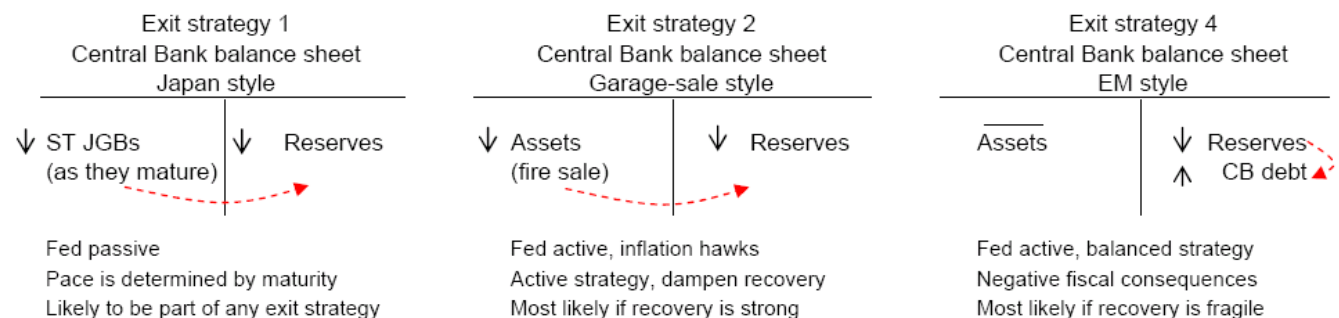 Exit strategy 1
Central Bank balance sheet
Japan style
ST JGBs
(as they mature)
Reserves
Fed passive
Pace is determined by maturity
Likely to be part of any exit strategy
Exit strategy 2
Central Bank balance sheet
Garage-sale style
Assets
(fire sale)
Reserves
Fed active, inflation hawks
Active strategy, dampen recovery
Most likely if recovery is strong
Exit strategy 4
Central Bank balance sheet
EM style
Assets
Reserves
CB debt
Fed active, balanced strategy
Negative fiscal consequences
Most likely if recovery is fragile